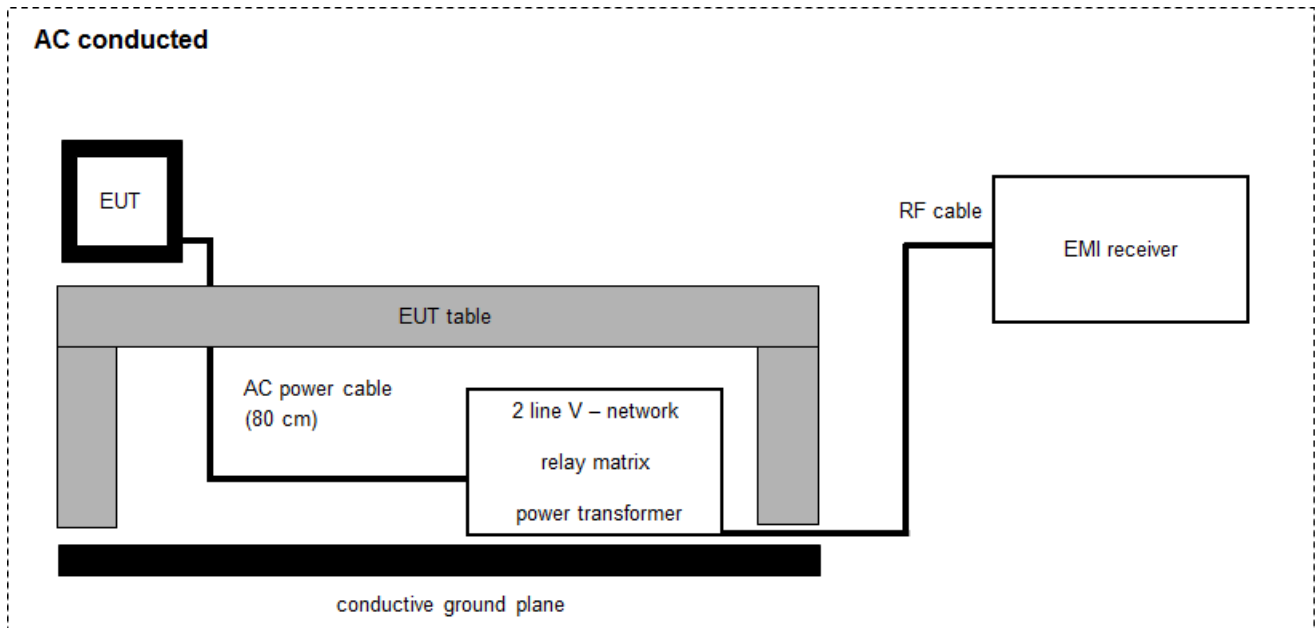 AC conducted
EUT
RF cable
EMI receiver
EUT table
AC power cable
(80 cm)
2 line V – network
relay matrix
power transformer
conductive ground plane